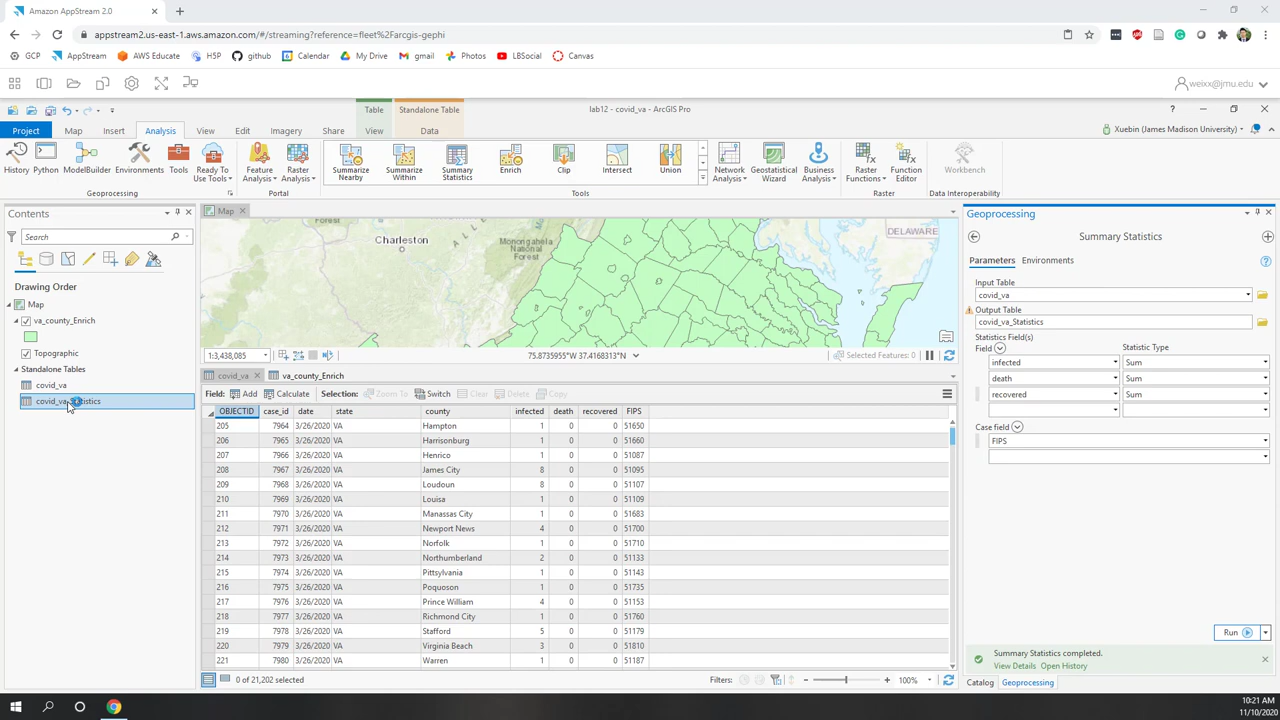 Amazon AppStream 2.0
appstream2.us-east-1.aws.amazon.com/#/streaming?reference=fleet%2Farcgis-gephi
GCP AppStream AWS Educate H5P github Calendar My Drive gmail Photos LBSocial Canvas
weixx@jmu.edu
Table Standalone Table lab12 - covid_va - ArcGIS Pro
Project Map Insert Analysis View Edit Imagery Share View Data Xuebin (James Madison University)
History Python ModelBuilder Environments Tools Ready To Use Tools Feature Analysis Raster Analysis Summarize Nearby Summarize Within Summary Statistics Enrich Clip Intersect Union Network Analysis Geostatistical Wizard Business Analysis Raster Functions Function Editor Workbench
Geoprocessing Portal Tools Raster Data Interoperability
Contents
Search
Drawing Order
Map
va_county_Enrich
Topographic
Standalone Tables
covid_va
Map
Charleston
Monongahela
National
Forest
DELAWARE
1:3,438,085 75.8735955°W 37.4168313°N Selected Features: 0
covid_va va_county_Enrich
Field: Add Calculate Selection: Zoom To Switch Clear Delete Copy
OBJECTID case_id date state county infected death recovered FIPS
205 7964 3/26/2020 VA Hampton 1 0 0 51650
206 7965 3/26/2020 VA Harrisonburg 1 0 0 51660
207 7966 3/26/2020 VA Henrico 1 0 0 51087
208 7967 3/26/2020 VA James City 8 0 0 51095
209 7968 3/26/2020 VA Loudoun 8 0 0 51107
210 7969 3/26/2020 VA Louisa 1 0 0 51109
211 7970 3/26/2020 VA Manassas City 1 0 0 51683
212 7971 3/26/2020 VA Newport News 4 0 0 51700
213 7972 3/26/2020 VA Norfolk 1 0 0 51710
214 7973 3/26/2020 VA Northumberland 2 0 0 51133
215 7974 3/26/2020 VA Pittsylvania 1 0 0 51143
216 7975 3/26/2020 VA Poquoson 1 0 0 51735
217 7976 3/26/2020 VA Prince William 4 0 0 51153
218 7977 3/26/2020 VA Richmond City 1 0 0 51760
219 7978 3/26/2020 VA Stafford 5 0 0 51179
220 7979 3/26/2020 VA Virginia Beach 3 0 0 51810
221 7980 3/26/2020 VA Warren 1 0 0 51187
0 of 21,202 selected Filters: 100%
Geoprocessing
Summary Statistics
Parameters Environments
Input Table
covid_va
Output Table
covid_va_Statistics
Statistics Field(s)
Field Statistic Type
infected Sum
death Sum
recovered Sum
Case field
FIPS
Run
Summary Statistics completed.
View Details Open History
Catalog Geoprocessing
10:21 AM
11/10/2020